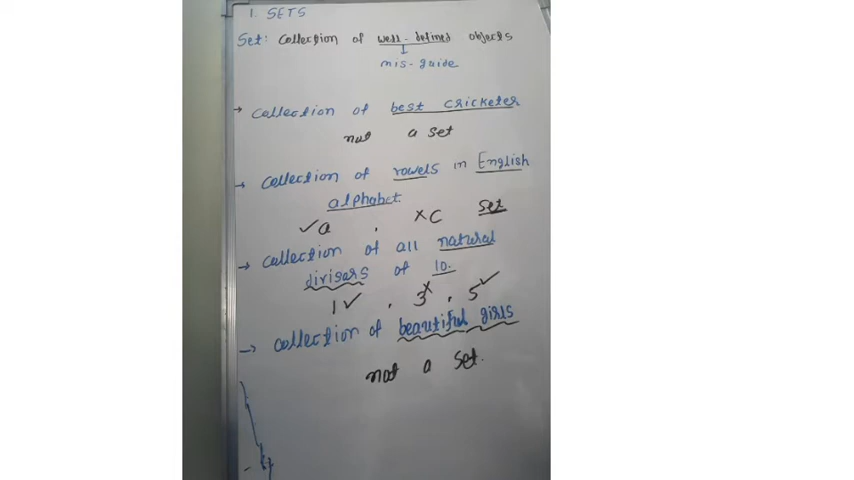 1. SETS
Set: collection of well-defined objects
mis-guide
→ collection of best cricketer
not a set
→ collection of vowels in English
alphabet.
✓a , ×c set
→ collection of all natural
divisers of 10.
1✓ , 3× , 5✓
→ collection of beautiful girls
not a set.